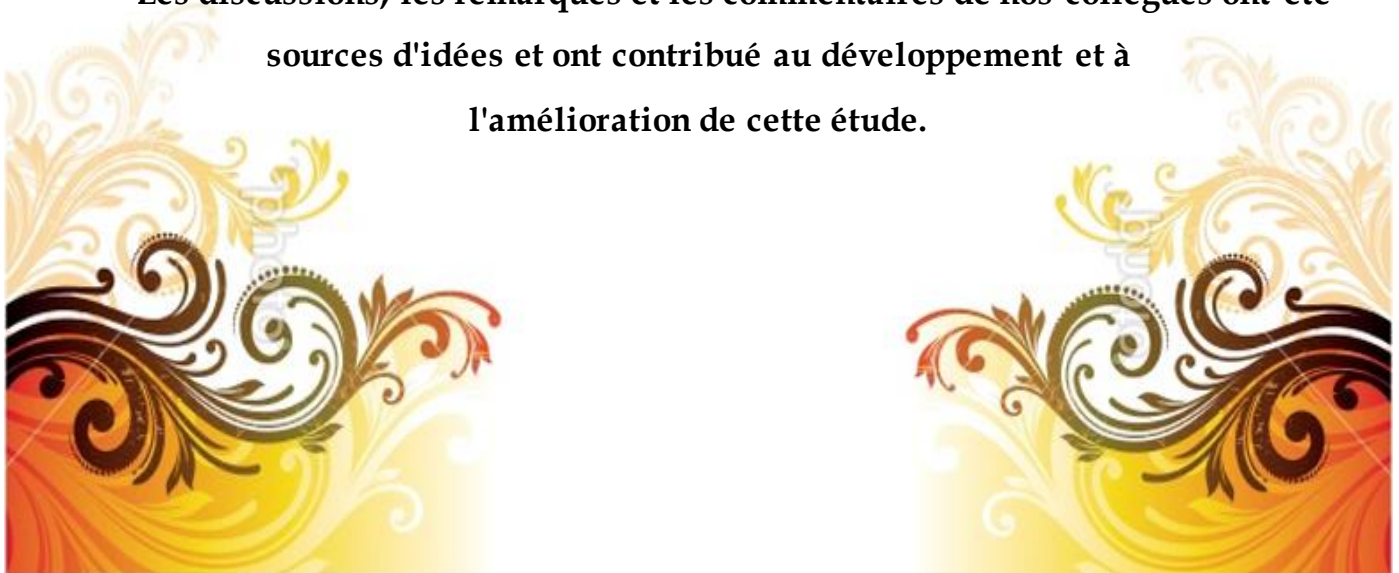 Les discussions, les remarques et les commentaires de nos collègues ont été
sources d'idées et ont contribué au développement et à
l'amélioration de cette étude.